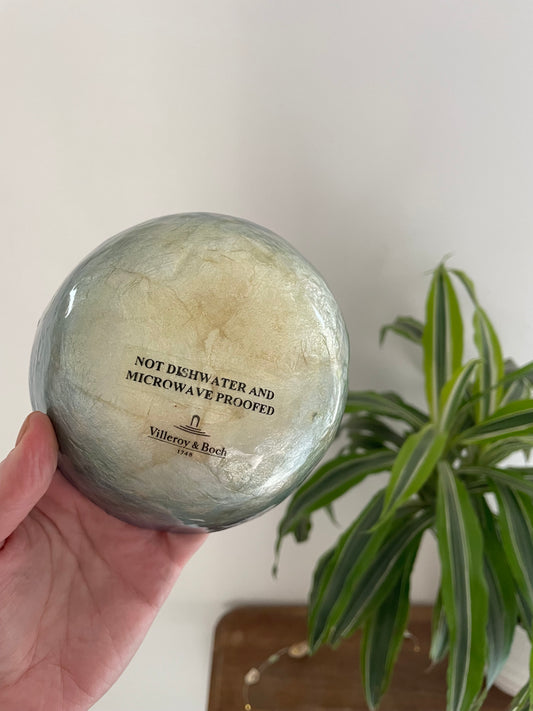 NOT DISHWATER AND
MICROWAVE PROOFED
Villeroy & Boch
1748